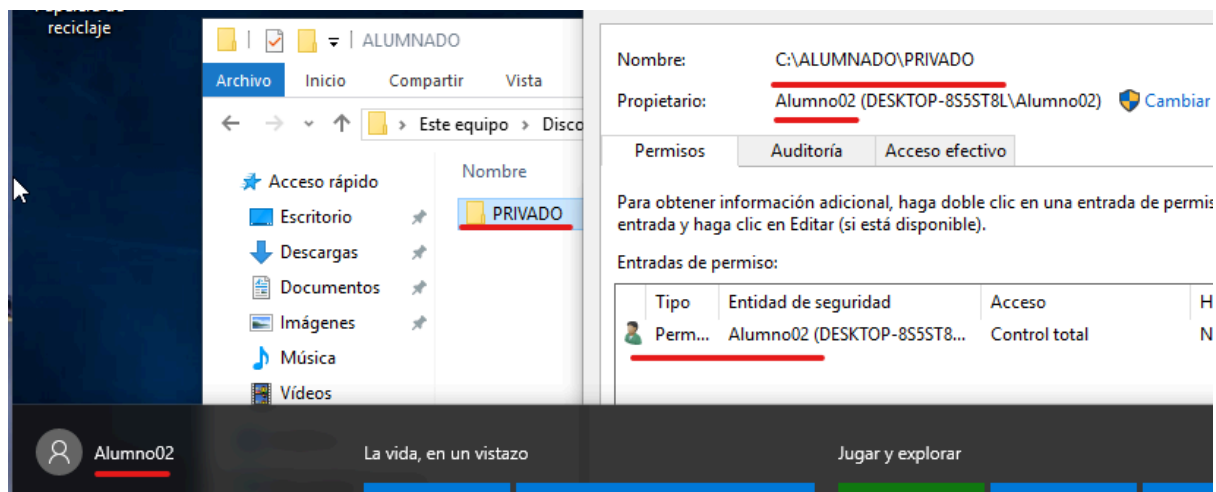 reciclaje
ALUMNADO
Archivo Inicio Compartir Vista
Este equipo › Disco
Nombre
Acceso rápido
PRIVADO
Escritorio
Descargas
Documentos
Imágenes
Música
Vídeos
Nombre: C:\ALUMNADO\PRIVADO
Propietario: Alumno02 (DESKTOP-8S5ST8L\Alumno02) Cambiar
Permisos Auditoría Acceso efectivo
Para obtener información adicional, haga doble clic en una entrada de permis
entrada y haga clic en Editar (si está disponible).
Entradas de permiso:
Tipo Entidad de seguridad Acceso H
Perm... Alumno02 (DESKTOP-8S5ST8... Control total N
Alumno02 La vida, en un vistazo Jugar y explorar